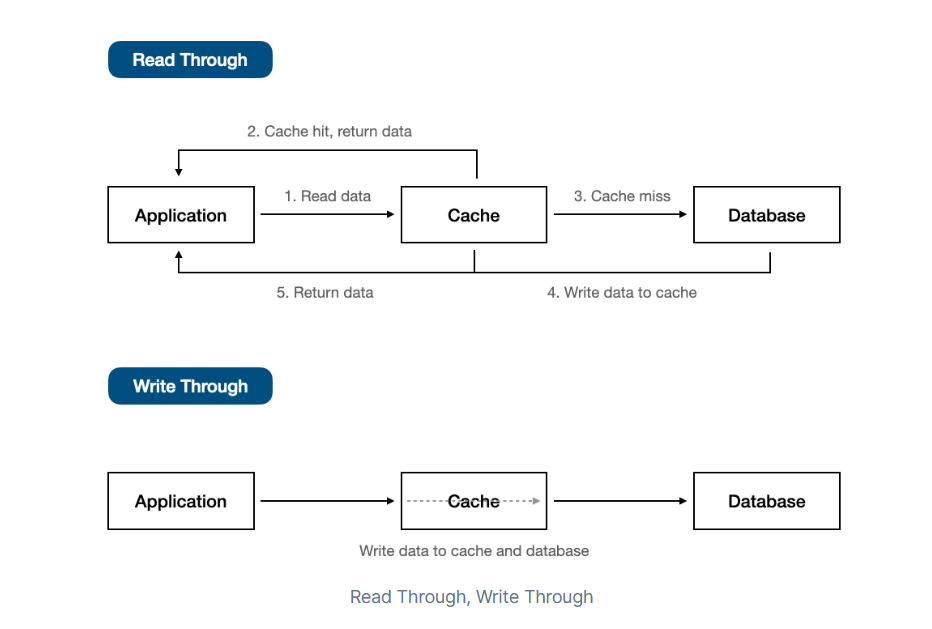 Read Through
2. Cache hit, return data
1. Read data
3. Cache miss
Application
Cache
Database
5. Return data
4. Write data to cache
Write Through
Application
Cache
Database
Write data to cache and database
Read Through, Write Through